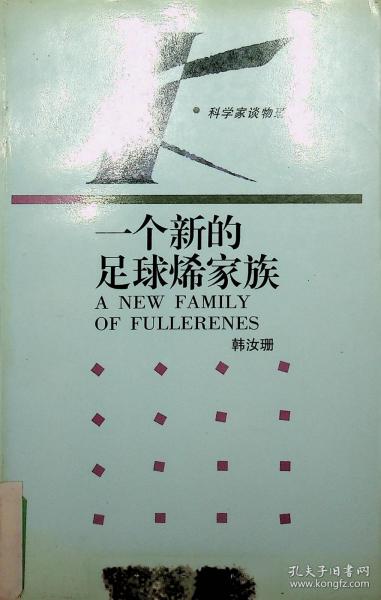 科学家谈物理
一个新的
足球烯家族
A NEW FAMILY
OF FULLERENES
韩汝珊
孔夫子旧书网
www.kongfz.com